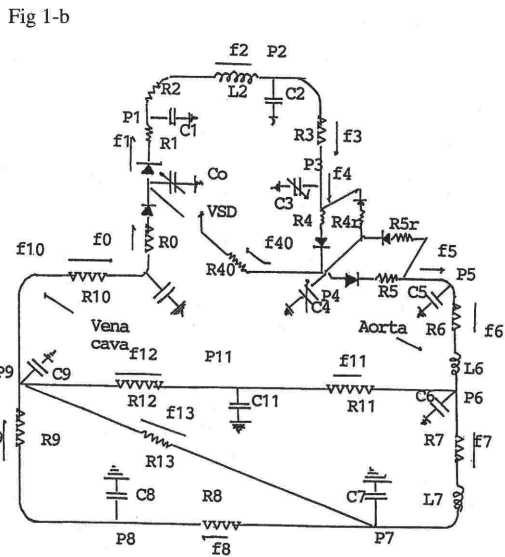 Fig 1-b
f2 P2
R2
L2
C2
P1
C1
f1
R1
R3
f3
P3
f4
Co
C3
VSD
R4
R4r
R5r
f0
R0
f40
f10
R40
f5
R10
P4
C4
R5
C5
P5
Vena
cava
Aorta
R6
f6
P9
C9
f12
P11
f11
L6
R12
C11
R11
C6
P6
f13
R9
R13
R7
f7
C8
R8
C7
L7
P8
f8
P7